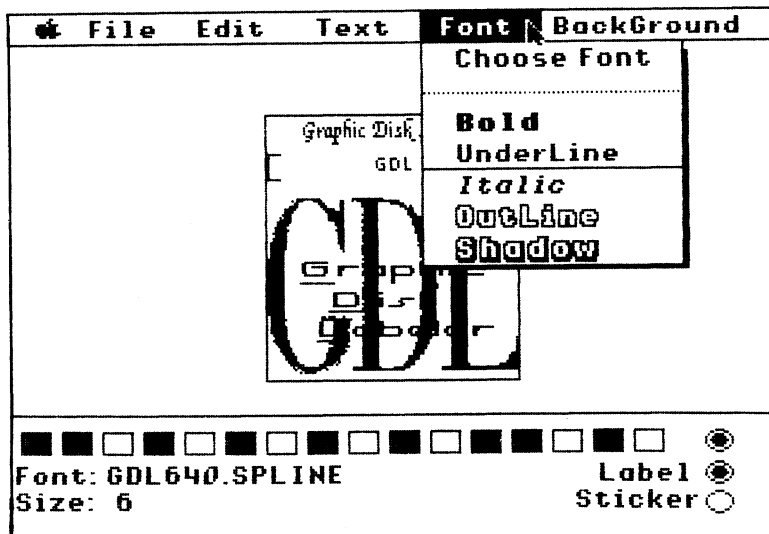 File Edit Text Font BackGround
Choose Font
Bold
UnderLine
Italic
OutLine
Shadow
Graphic Disk
GDL
GDL
Font: GDL640.SPLINE
Size: 6
Label
Sticker